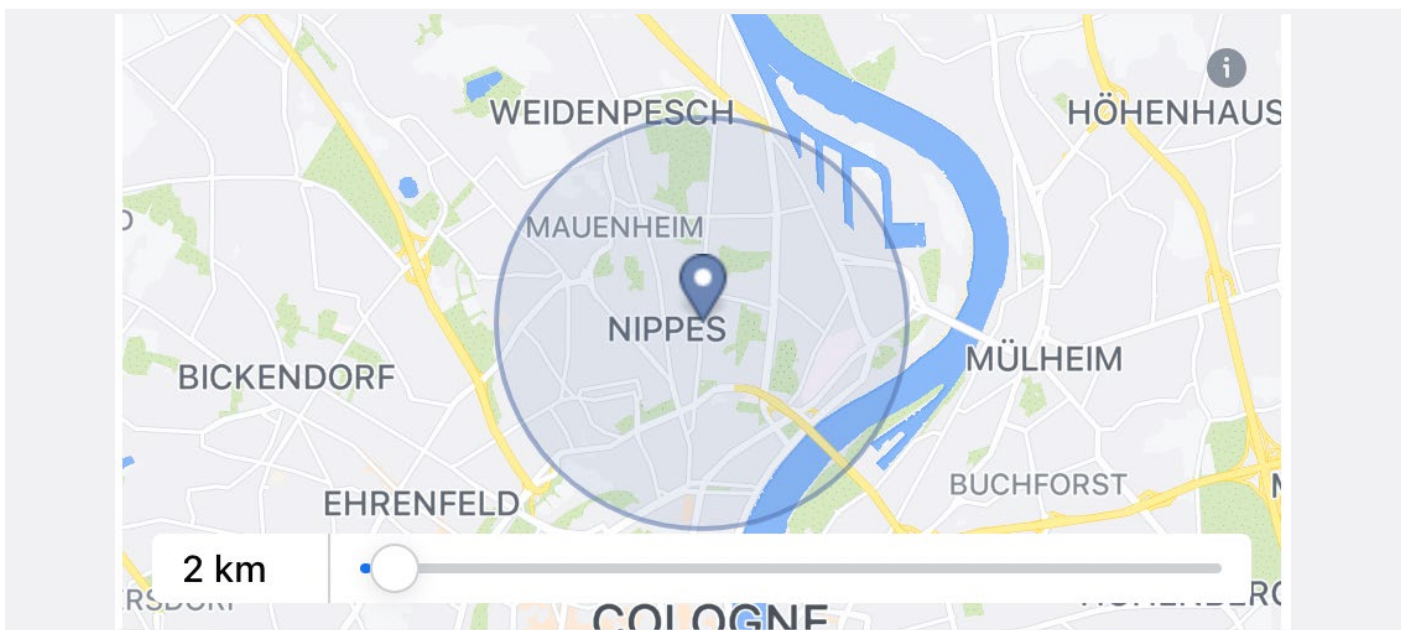 i
WEIDENPESCH
HÖHENHAUS
MAUENHEIM
NIPPES
MÜLHEIM
BICKENDORF
BUCHFORST
EHRENFELD
2 km
COLOGNE